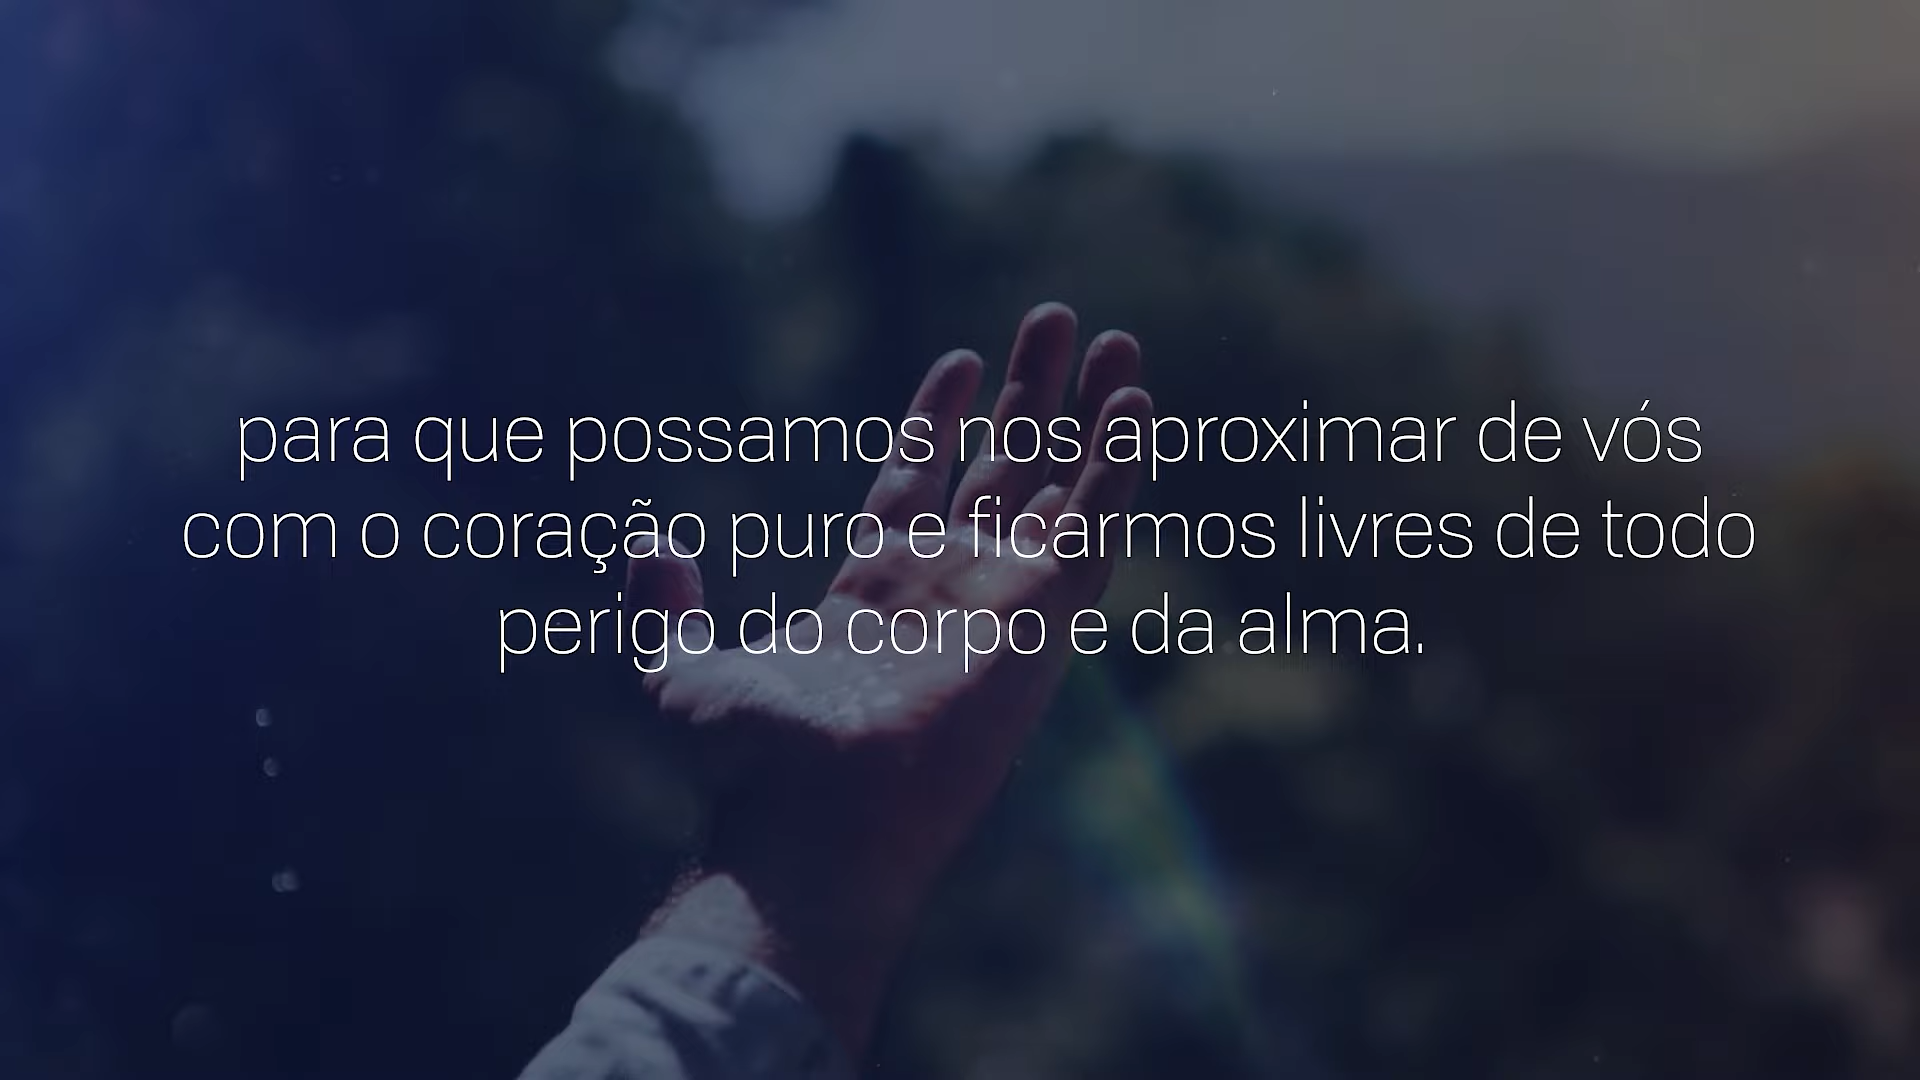 para que possamos nos aproximar de vós
com o coração puro e ficarmos livres de todo
perigo do corpo e da alma.